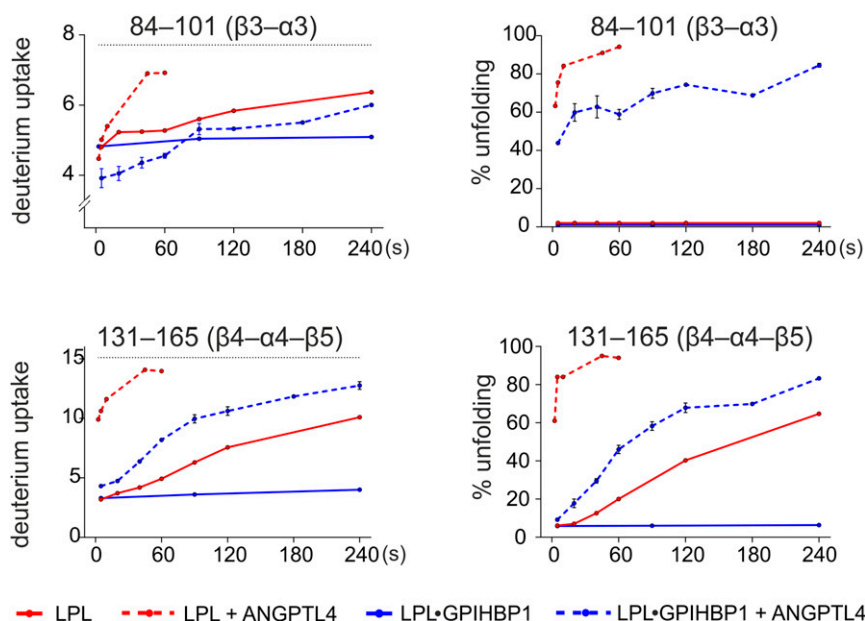 84–101 (β3–α3)
deuterium uptake
8
6
4
0 60 120 180 240(s)
84–101 (β3–α3)
% unfolding
100
80
60
40
20
0
0 60 120 180 240(s)
131–165 (β4–α4–β5)
deuterium uptake
15
10
5
0
0 60 120 180 240
131–165 (β4–α4–β5)
% unfolding
100
80
60
40
20
0
0 60 120 180 240
LPL LPL + ANGPTL4 LPL•GPIHBP1 LPL•GPIHBP1 + ANGPTL4